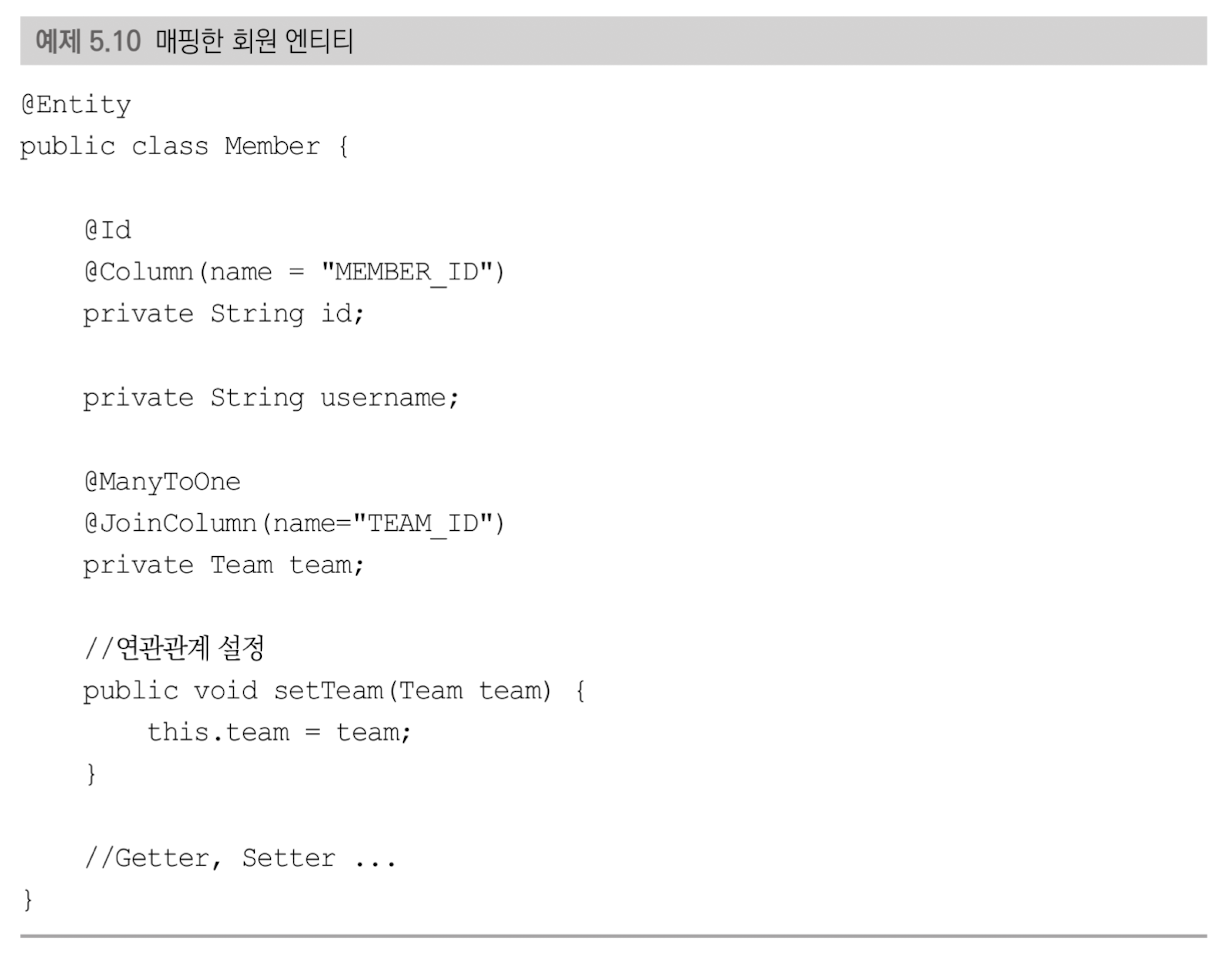 예제 5.10 매핑한 회원 엔티티
@Entity
public class Member {
@Id
@Column(name = "MEMBER_ID")
private String id;
private String username;
@ManyToOne
@JoinColumn(name="TEAM_ID")
private Team team;
//연관관계 설정
public void setTeam(Team team) {
this.team = team;
}
//Getter, Setter ...
}